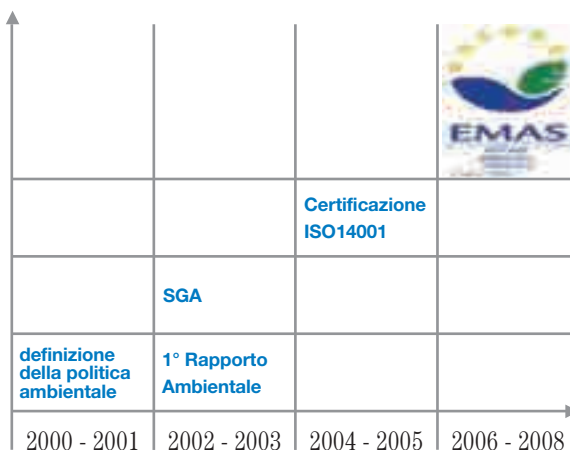 EMAS
Certificazione
ISO14001
SGA
definizione
della politica
ambientale
1° Rapporto
Ambientale
2000 - 2001
2002 - 2003
2004 - 2005
2006 - 2008